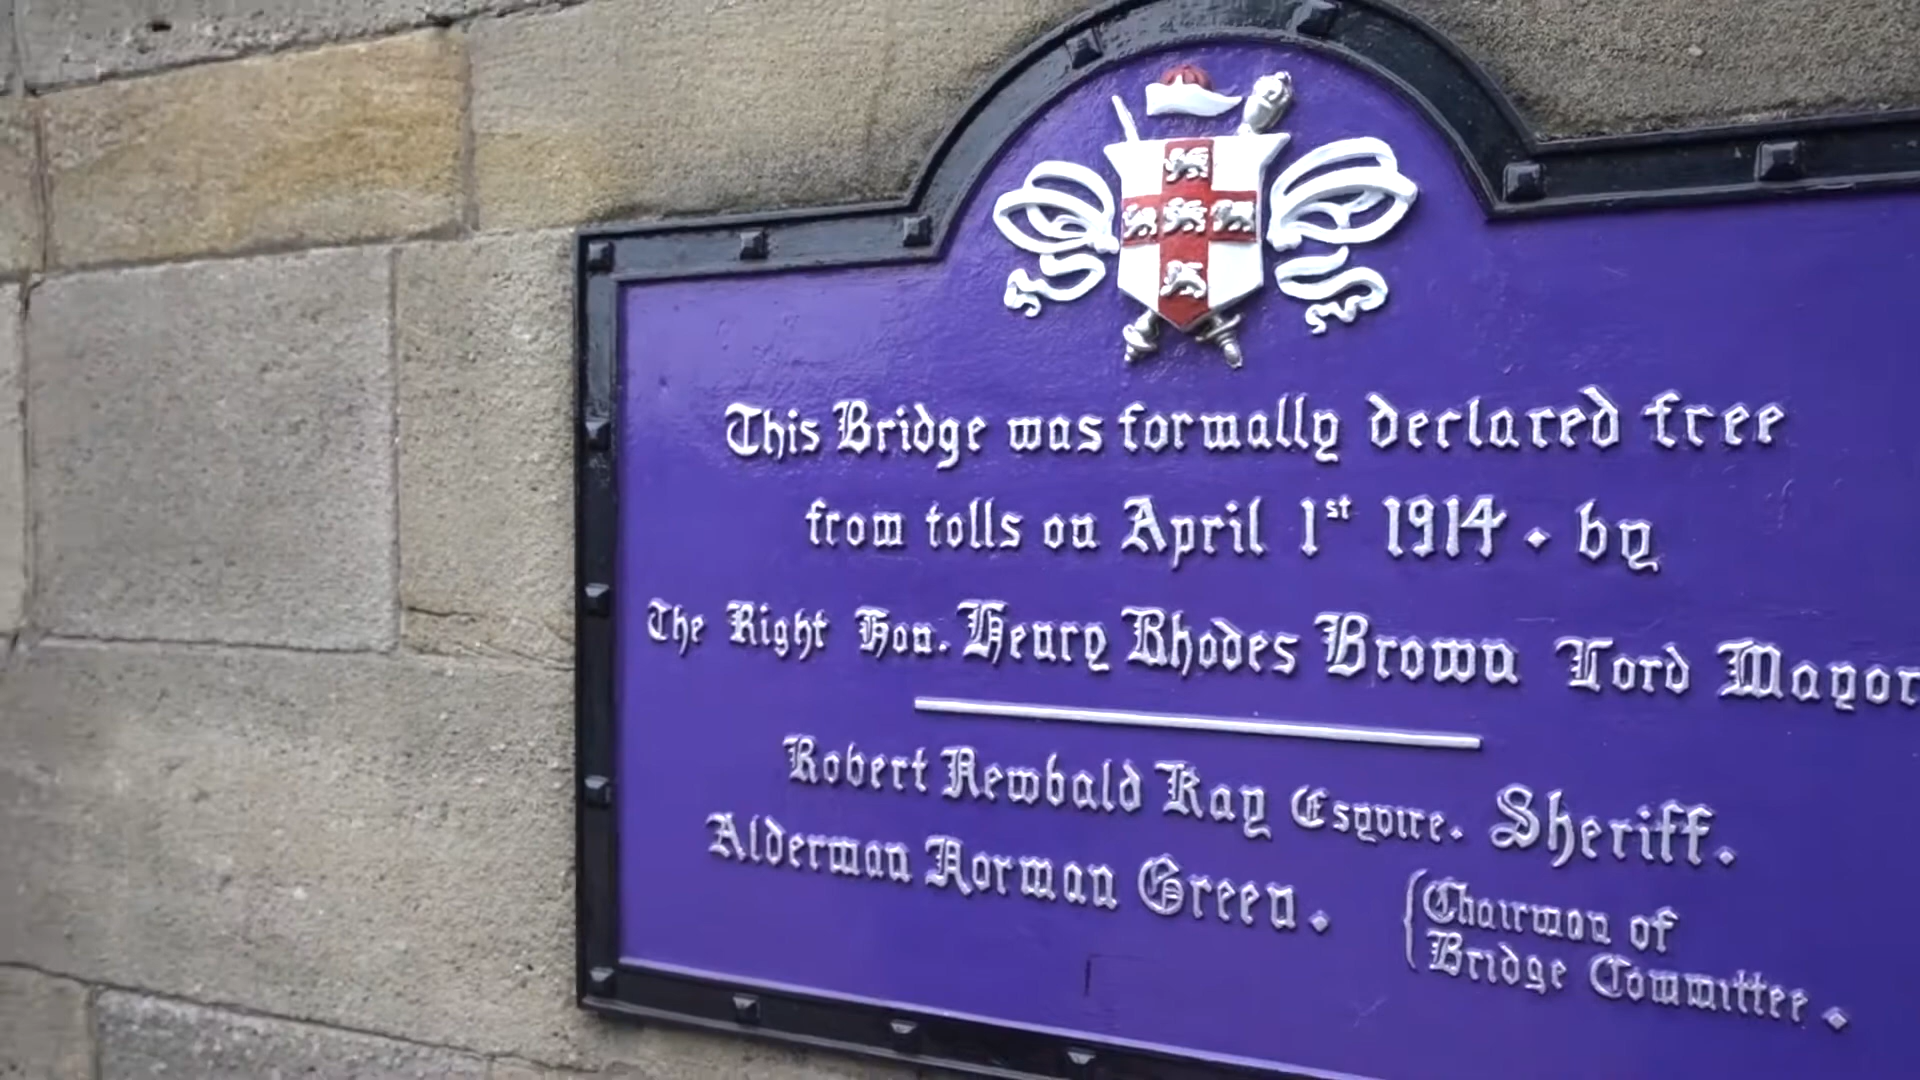 This Bridge was formally declared free
from tolls on April 1st 1914 • by
The Right Hon. Henry Rhodes Brown Lord Mayor
Robert Newbald Kay Esquire. Sheriff.
Alderman Norman Green. {Chairman of
Bridge Committee.